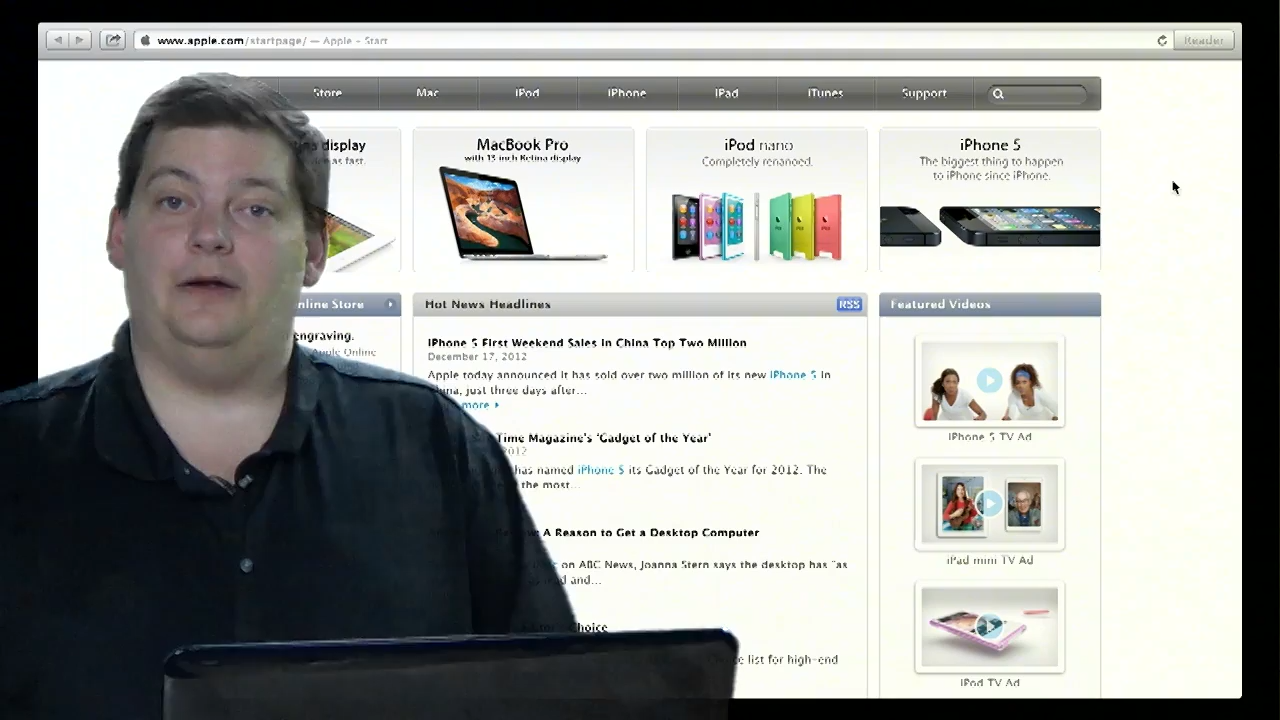 www.apple.com/startpage/ — Apple - Start
Reader
Store
Mac
iPod
iPhone
iPad
iTunes
Support
display
as fast.
MacBook Pro
with 13-inch Retina display
iPod nano
Completely renanoed.
iPhone 5
The biggest thing to happen
to iPhone since iPhone.
Online Store
engraving.
Apple Online
Hot News Headlines
RSS
iPhone 5 First Weekend Sales in China Top Two Million
December 17, 2012
Apple today announced it has sold over two million of its new iPhone 5 in
China, just three days after...
more
Time Magazine's 'Gadget of the Year'
2012
has named iPhone 5 its Gadget of the Year for 2012. The
the most...
A Reason to Get a Desktop Computer
on ABC News, Joanna Stern says the desktop has "as
and...
Choice
list for high-end
Featured Videos
iPhone 5 TV Ad
iPad mini TV Ad
iPod TV Ad